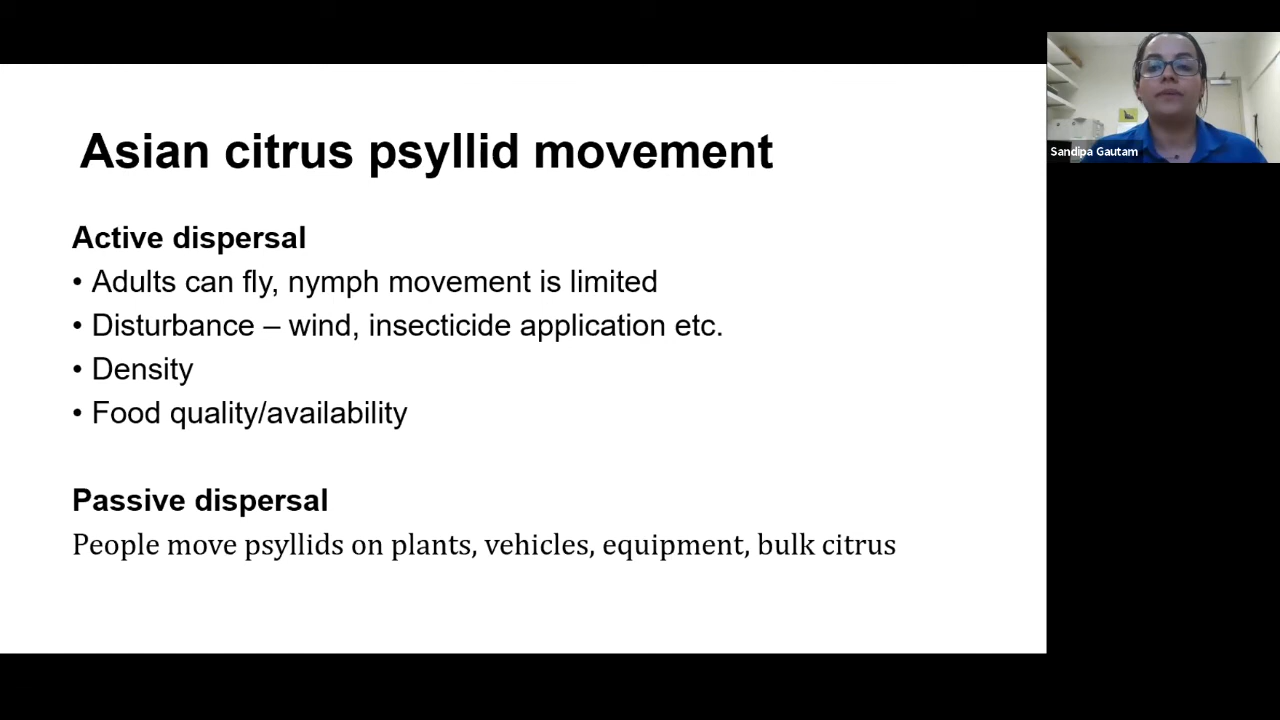 Asian citrus psyllid movement
Active dispersal
• Adults can fly, nymph movement is limited
• Disturbance – wind, insecticide application etc.
• Density
• Food quality/availability
Passive dispersal
People move psyllids on plants, vehicles, equipment, bulk citrus
Sandipa Gautam